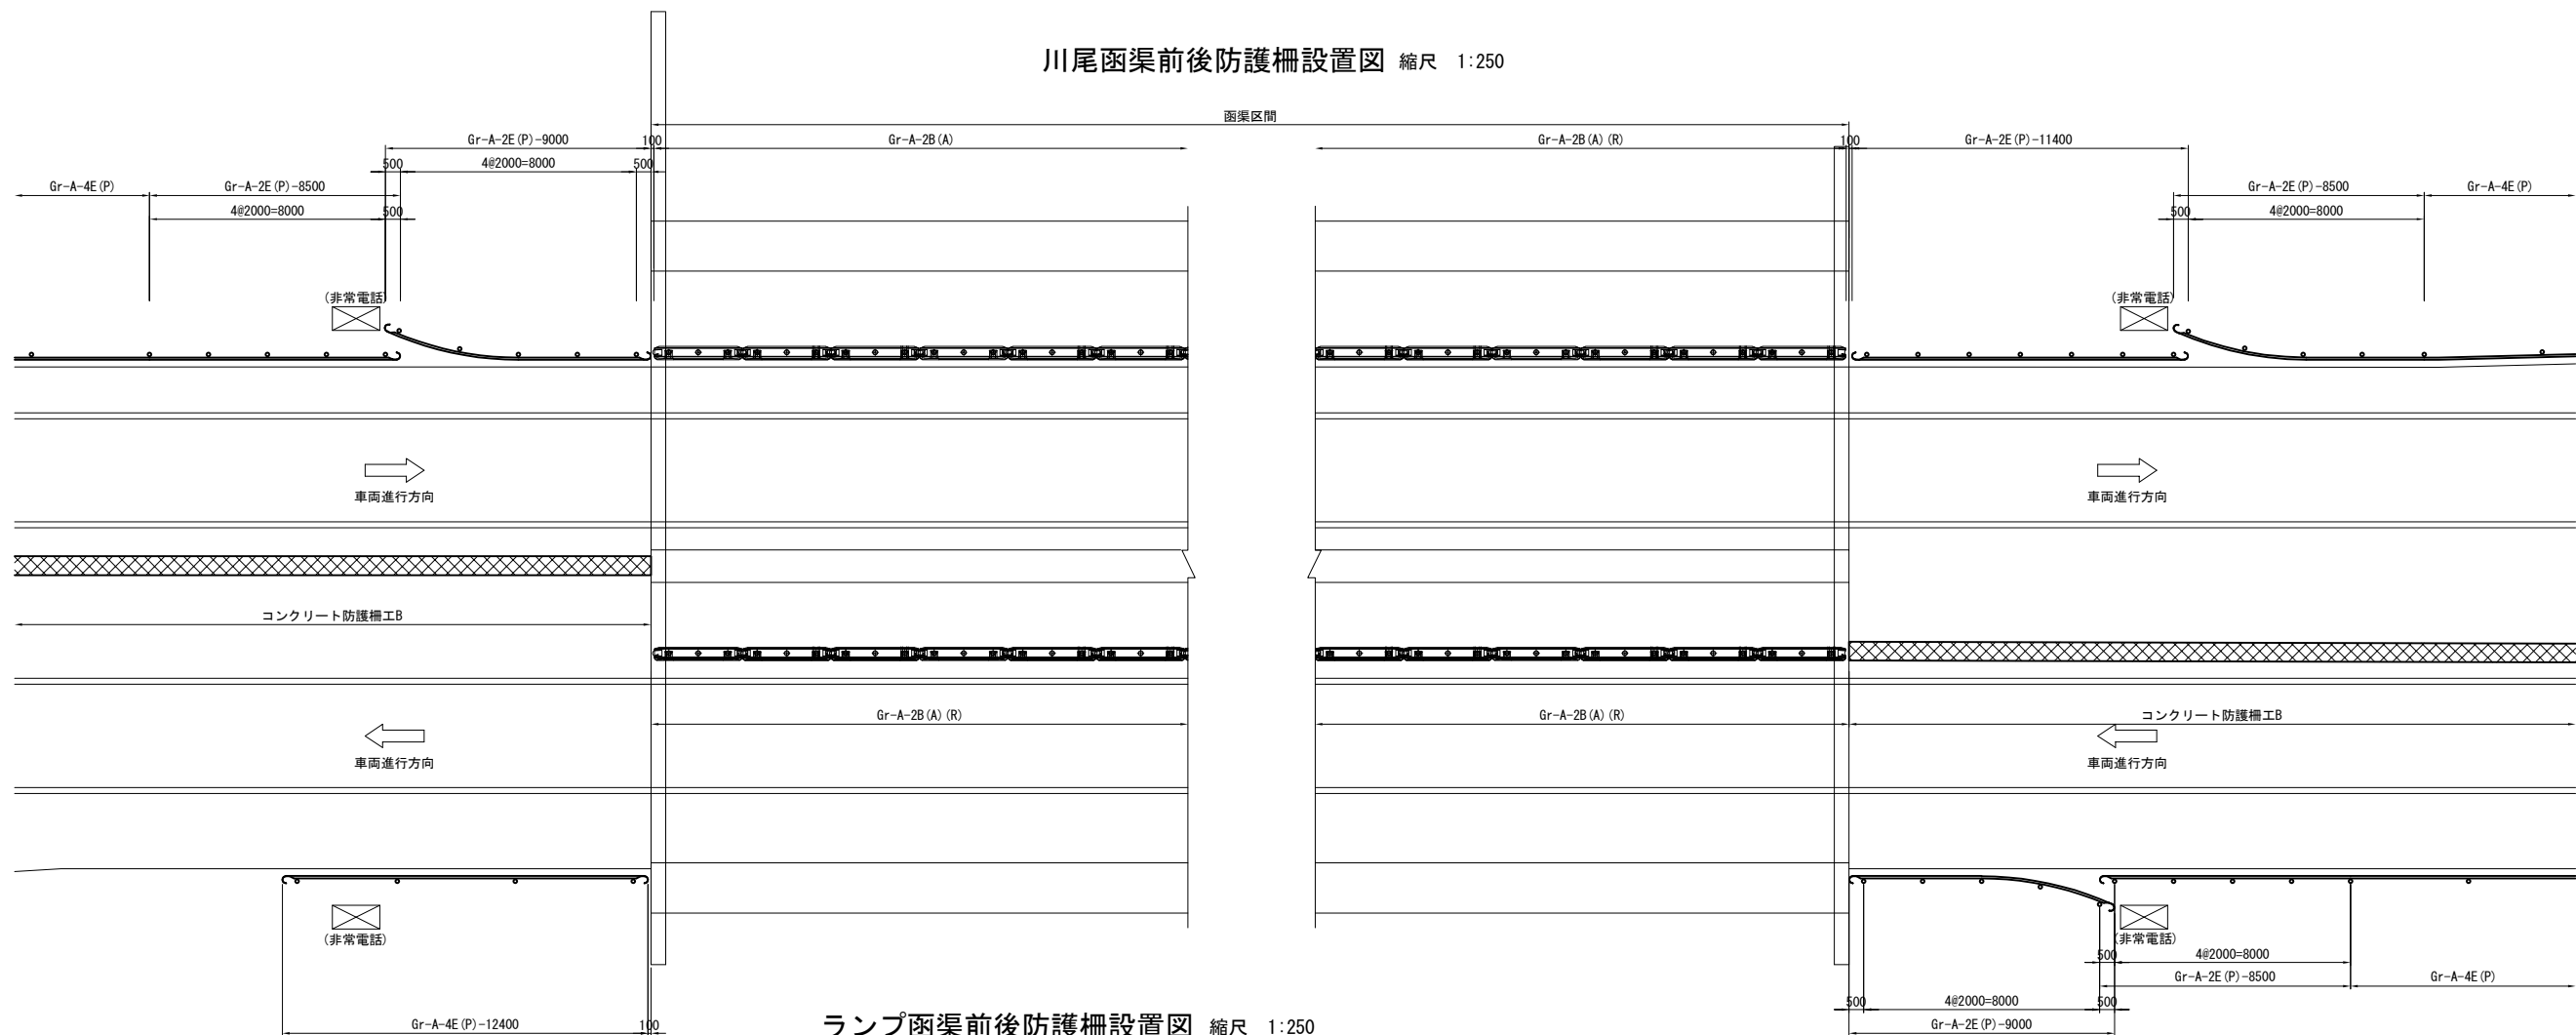 川尾函渠前後防護柵設置図 縮尺 1:250
函渠区間
Gr-A-2E(P)-9000
100
Gr-A-2B(A)
Gr-A-2B(A)(R)
100
Gr-A-2E(P)-11400
500
4@2000=8000
500
Gr-A-4E(P)
Gr-A-2E(P)-8500
Gr-A-2E(P)-8500
Gr-A-4E(P)
4@2000=8000
500
500
4@2000=8000
(非常電話)
(非常電話)
車両進行方向
車両進行方向
コンクリート防護柵工B
Gr-A-2B(A)(R)
Gr-A-2B(A)(R)
コンクリート防護柵工B
車両進行方向
車両進行方向
(非常電話)
(非常電話)
500
4@2000=8000
Gr-A-2E(P)-8500
Gr-A-4E(P)
500
4@2000=8000
500
Gr-A-4E(P)-12400
100
ランプ函渠前後防護柵設置図 縮尺 1:250
Gr-A-2E(P)-9000